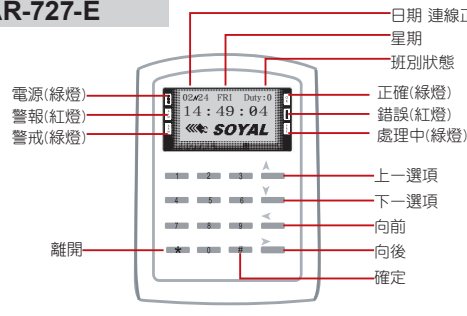 AR-727-E
日期 連線正
星期
班別狀態
電源(綠燈)
警報(紅燈)
警戒(綠燈)
正確(綠燈)
錯誤(紅燈)
處理中(綠燈)
02/24 FRI Duty:0
14:49:04
SOYAL
1 2 3
4 5 6
7 8 9
* 0 #
上一選項
下一選項
向前
向後
離開
確定